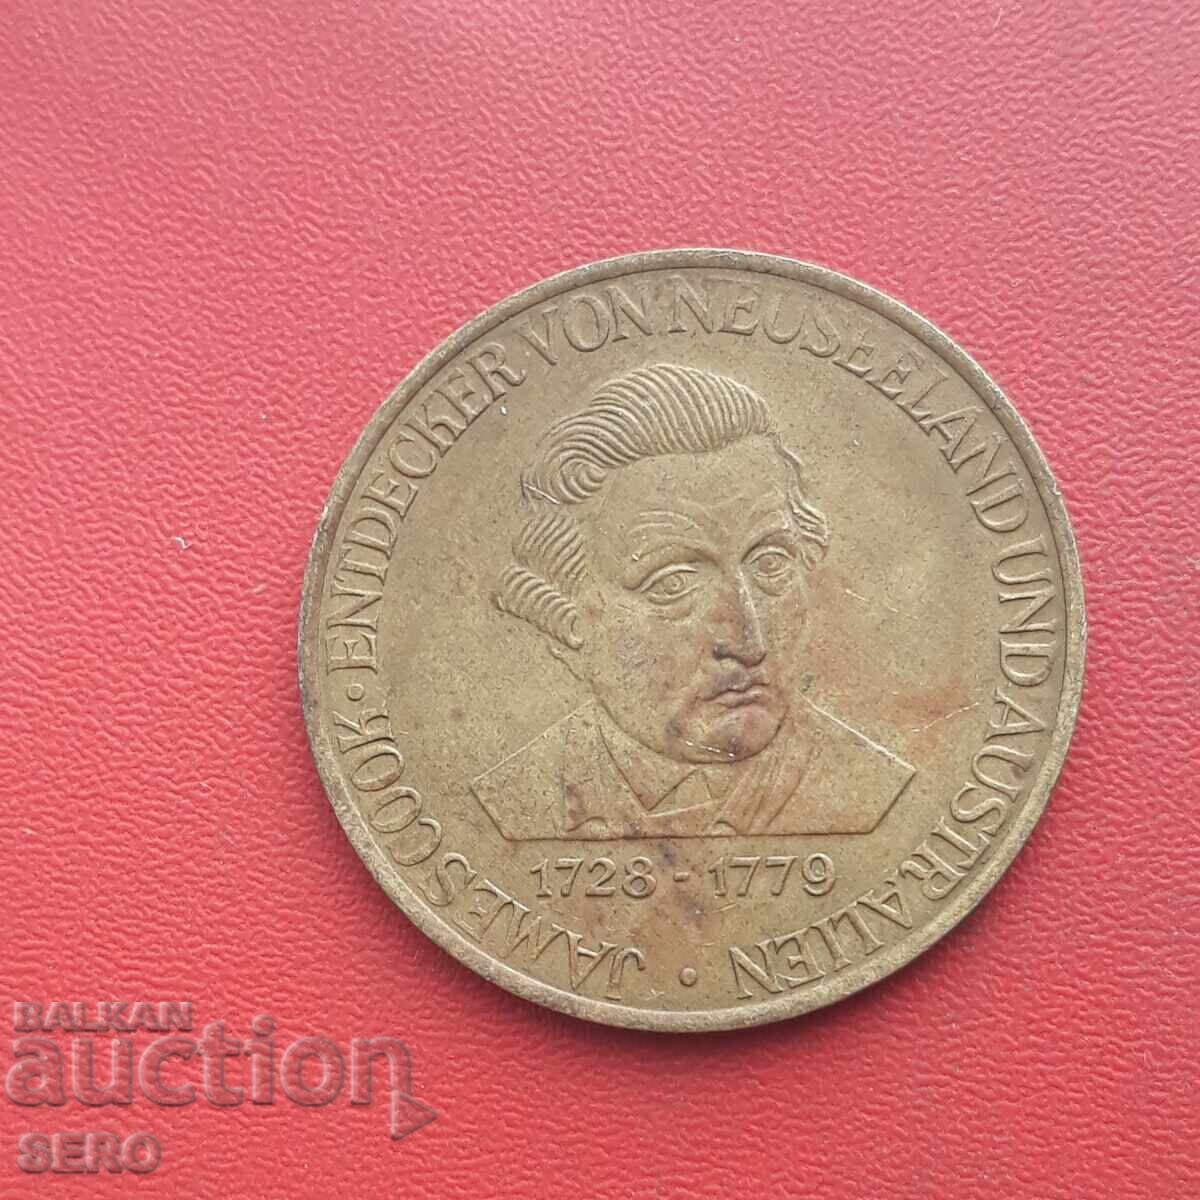 JAMES COOK · ENTDECKER VON NEUSEELAND UND AUSTRALIEN ·
1728 - 1779
BALKAN
auction
SERO